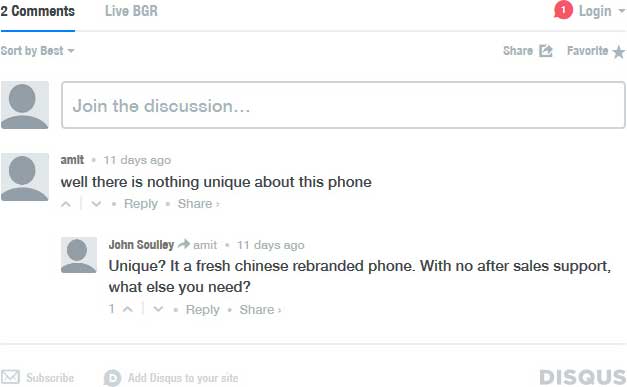 2 Comments Live BGR 1 Login
Sort by Best Share Favorite
Join the discussion...
amit • 11 days ago
well there is nothing unique about this phone
• Reply • Share ›
John Soulley amit • 11 days ago
Unique? It a fresh chinese rebranded phone. With no after sales support,
what else you need?
1 • Reply • Share ›
Subscribe D Add Disqus to your site DISQUS